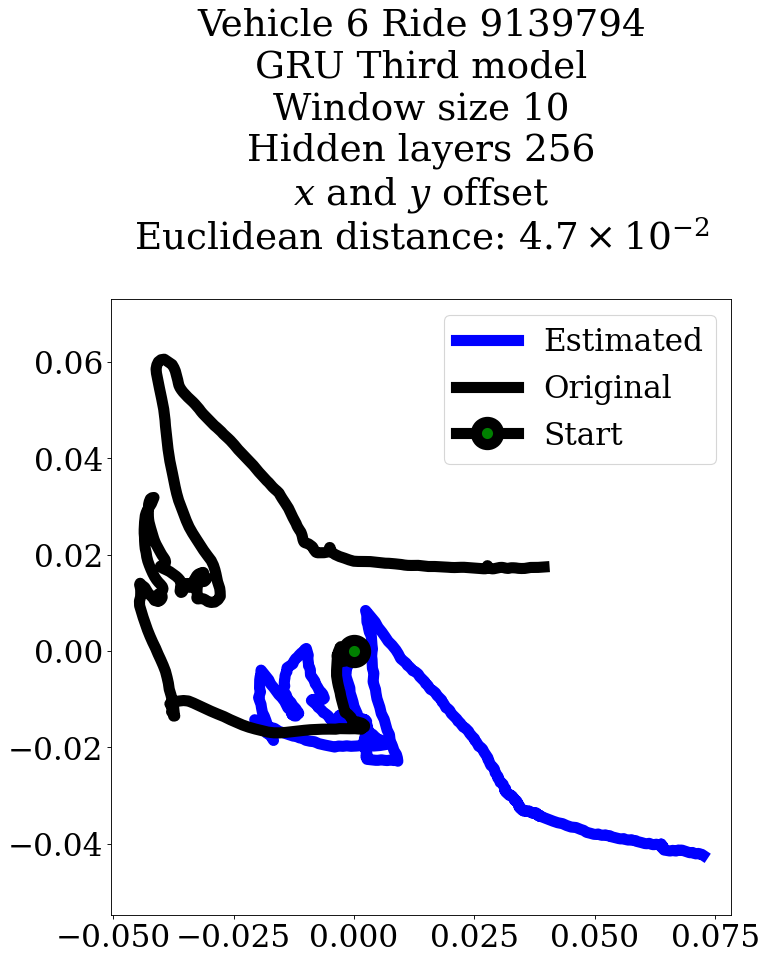 Vehicle 6 Ride 9139794
GRU Third model
Window size 10
Hidden layers 256
x and y offset
Euclidean distance: 4.7 × 10⁻²
Estimated
Original
Start
0.06
0.04
0.02
0.00
−0.02
−0.04
−0.050 −0.025 0.000 0.025 0.050 0.075